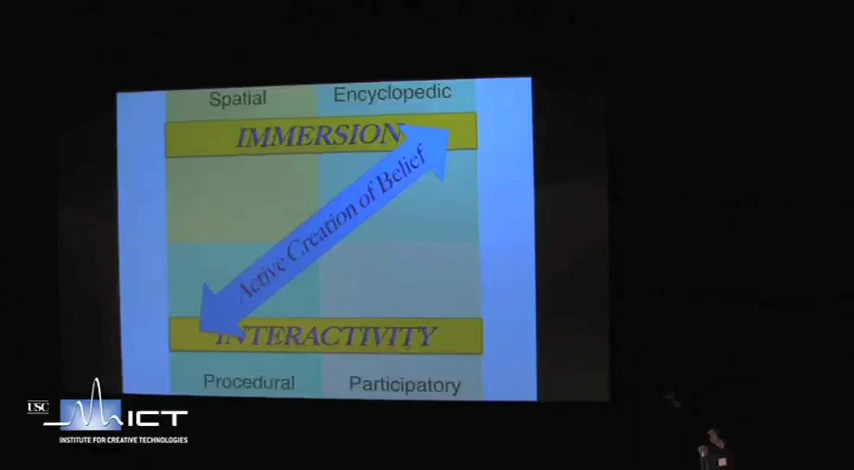 Spatial
Encyclopedic
IMMERSION
Active Creation of Belief
INTERACTIVITY
Procedural
Participatory
USC
ICT
INSTITUTE FOR CREATIVE TECHNOLOGIES